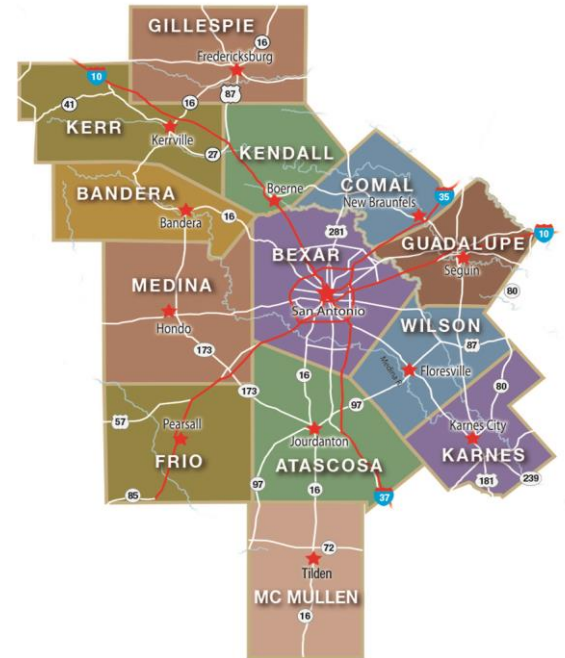 GILLESPIE
16
Fredericksburg
10
87
41
16
KERR
Kerrville
27
KENDALL
BANDERA
Boerne
COMAL
35
New Braunfels
Bandera
16
281
GUADALUPE
10
BEXAR
Seguin
MEDINA
80
San Antonio
Hondo
WILSON
173
87
Medina R.
16
Floresville
173
80
97
57
Pearsall
Jourdanton
Karnes City
FRIO
ATASCOSA
KARNES
97
181
239
85
16
37
72
Tilden
MC MULLEN
16